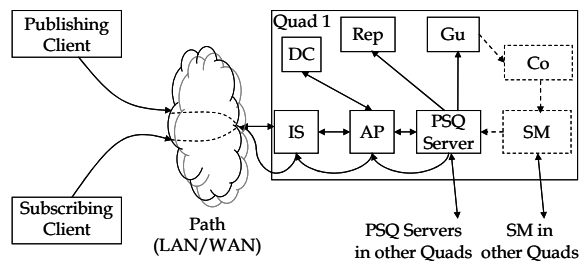 Publishing
Client
Quad 1
DC
Rep
Gu
Co
IS
AP
PSQ
Server
SM
Subscribing
Client
Path
(LAN/WAN)
PSQ Servers
in other Quads
SM in
other Quads